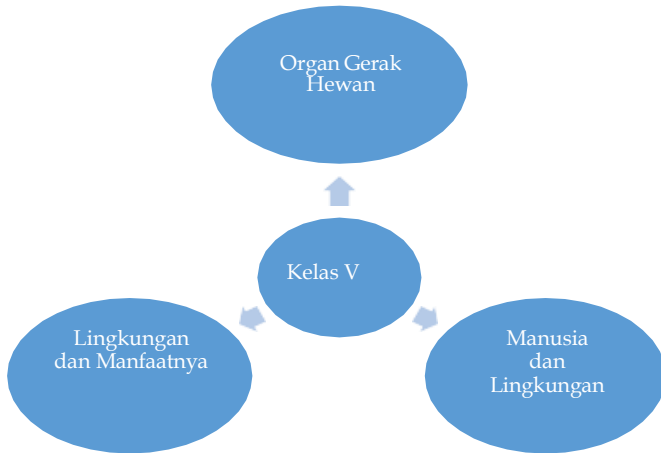 Organ Gerak
Hewan
Kelas V
Lingkungan
dan Manfaatnya
Manusia
dan
Lingkungan